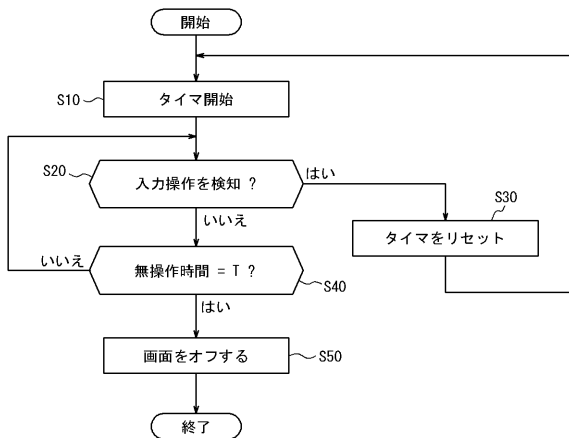 開始
S10
タイマ開始
S20
入力操作を検知 ?
はい
いいえ
S30
タイマをリセット
いいえ
無操作時間 = T ?
S40
はい
画面をオフする
S50
終了